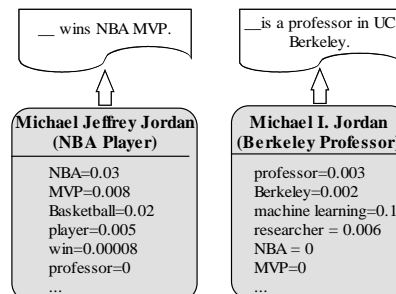 __ wins NBA MVP.
__is a professor in UC
Berkeley.
Michael Jeffrey Jordan
(NBA Player)
NBA=0.03
MVP=0.008
Basketball=0.02
player=0.005
win=0.00008
professor=0
...
Michael I. Jordan
(Berkeley Professor)
professor=0.003
Berkeley=0.002
machine learning=0.1
researcher = 0.006
NBA = 0
MVP=0
...